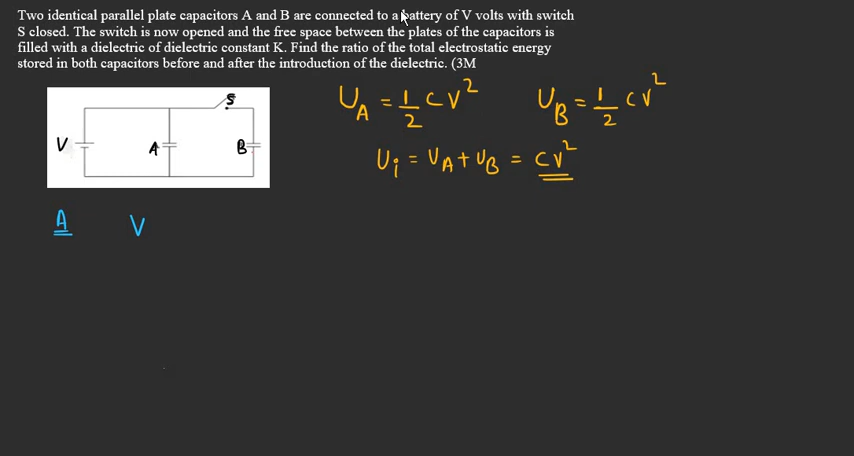 Two identical parallel plate capacitors A and B are connected to a battery of V volts with switch
S closed. The switch is now opened and the free space between the plates of the capacitors is
filled with a dielectric of dielectric constant K. Find the ratio of the total electrostatic energy
stored in both capacitors before and after the introduction of the dielectric. (3M
S
V A B
U_A = 1/2 CV² U_B = 1/2 CV²
U_i = U_A + U_B = CV²
A V